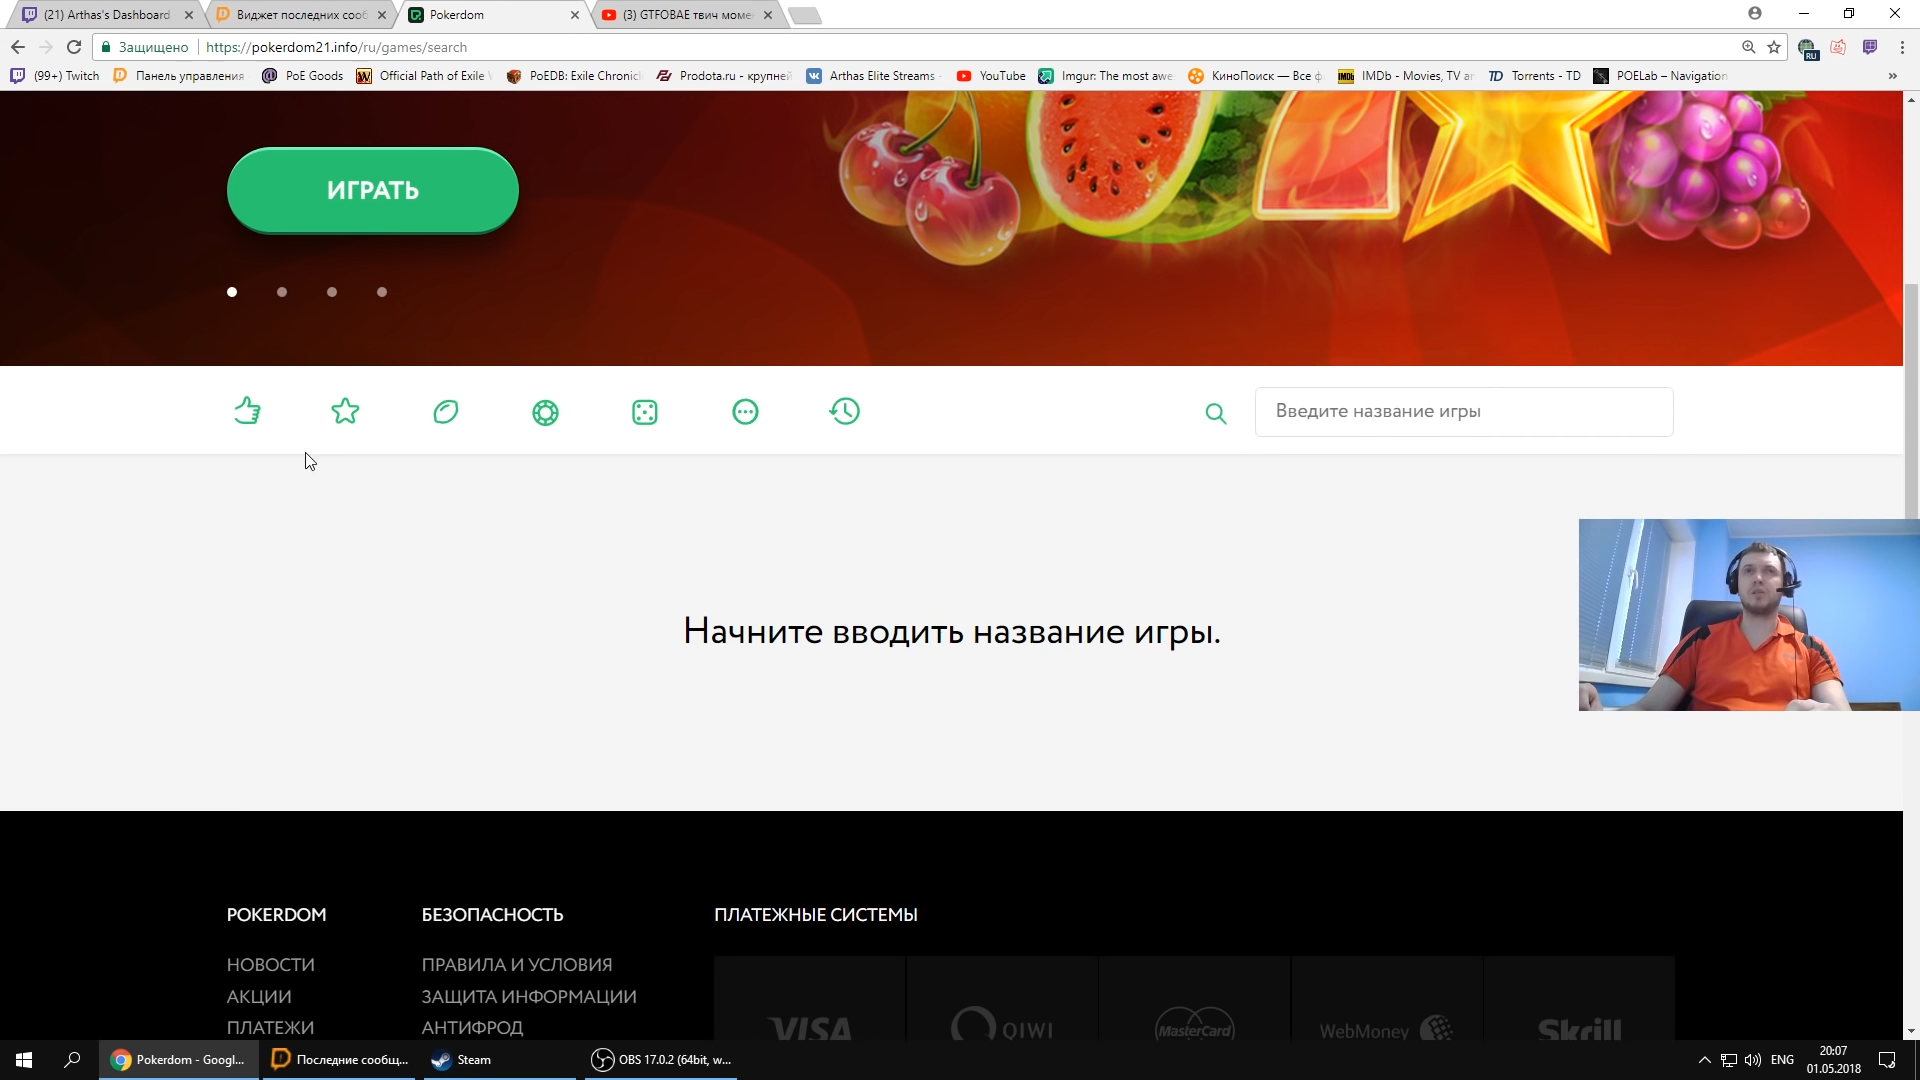 (21) Arthas's Dashboard
Виджет последних сооб
Pokerdom
(3) GTFOBAE твич моме
Защищено
https://pokerdom21.info/ru/games/search
RU
(99+) Twitch
Панель управления
PoE Goods
Official Path of Exile
PoEDB: Exile Chronic
Prodota.ru - крупней
Arthas Elite Streams -
YouTube
Imgur: The most awe
КиноПоиск — Все ф
IMDb
IMDb - Movies, TV ar
TD
Torrents - TD
POELab – Navigation
ИГРАТЬ
Введите название игры
Начните вводить название игры.
POKERDOM
НОВОСТИ
АКЦИИ
ПЛАТЕЖИ
БЕЗОПАСНОСТЬ
ПРАВИЛА И УСЛОВИЯ
ЗАЩИТА ИНФОРМАЦИИ
АНТИФРОД
ПЛАТЕЖНЫЕ СИСТЕМЫ
VISA
QIWI
MasterCard
WebMoney
Skrill
Pokerdom - Googl...
Последние сообщ...
Steam
OBS 17.0.2 (64bit, w...
ENG
20:07
01.05.2018